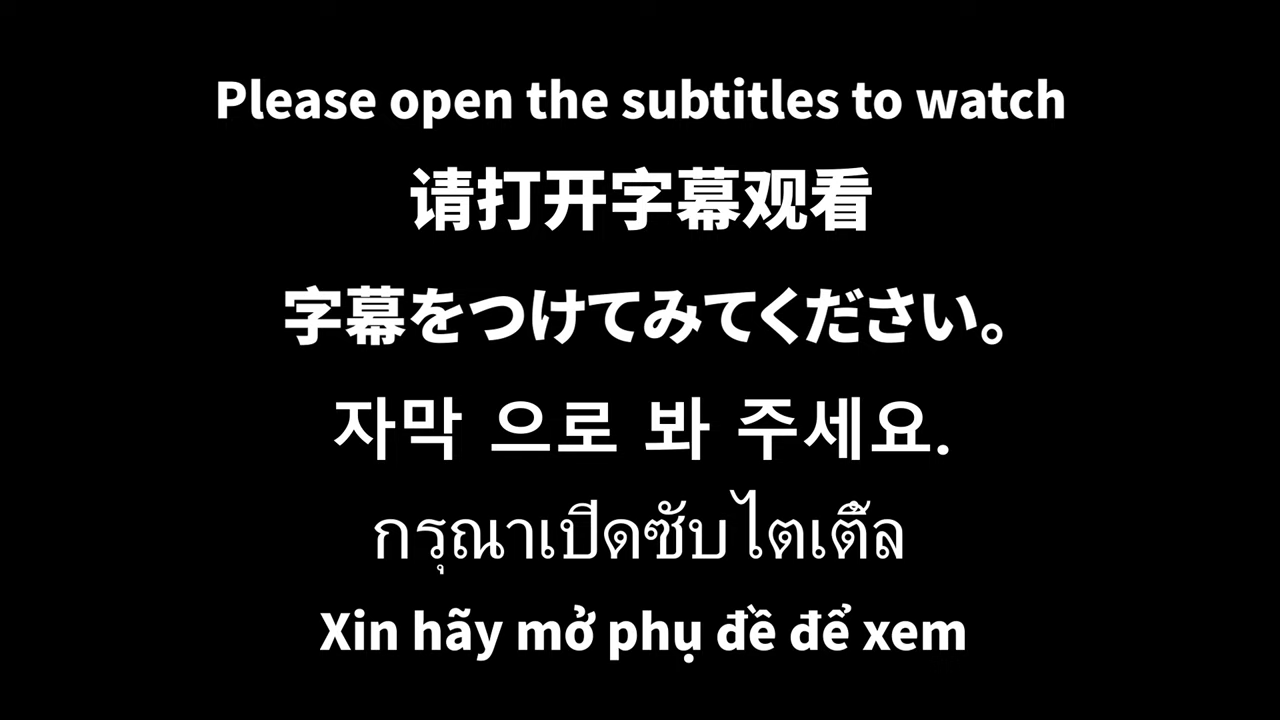 Please open the subtitles to watch
请打开字幕观看
字幕をつけてみてください。
자막 으로 봐 주세요.
กรุณาเปิดซับไตเติ้ล
Xin hãy mở phụ đề để xem